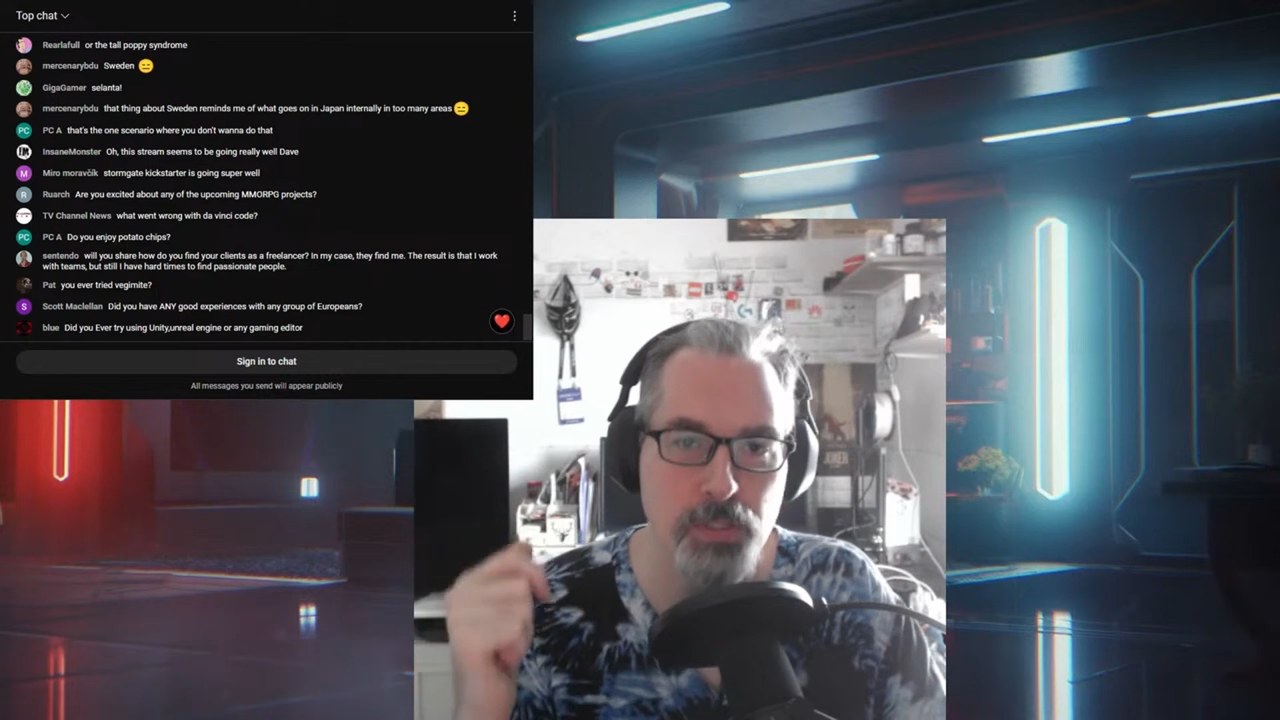 Top chat
Rearlafull or the tall poppy syndrome
mercenarybdu Sweden 😑
GigaGamer selanta!
mercenarybdu that thing about Sweden reminds me of what goes on in Japan internally in too many areas 😑
PC A that's the one scenario where you don't wanna do that
InsaneMonster Oh, this stream seems to be going really well Dave
Miro moravčík stormgate kickstarter is going super well
Ruarch Are you excited about any of the upcoming MMORPG projects?
TV Channel News what went wrong with da vinci code?
PC A Do you enjoy potato chips?
sentendo will you share how do you find your clients as a freelancer? In my case, they find me. The result is that I work
with teams, but still I have hard times to find passionate people.
Pat you ever tried vegimite?
Scott Maclellan Did you have ANY good experiences with any group of Europeans?
blue Did you Ever try using Unity,unreal engine or any gaming editor
Sign in to chat
All messages you send will appear publicly